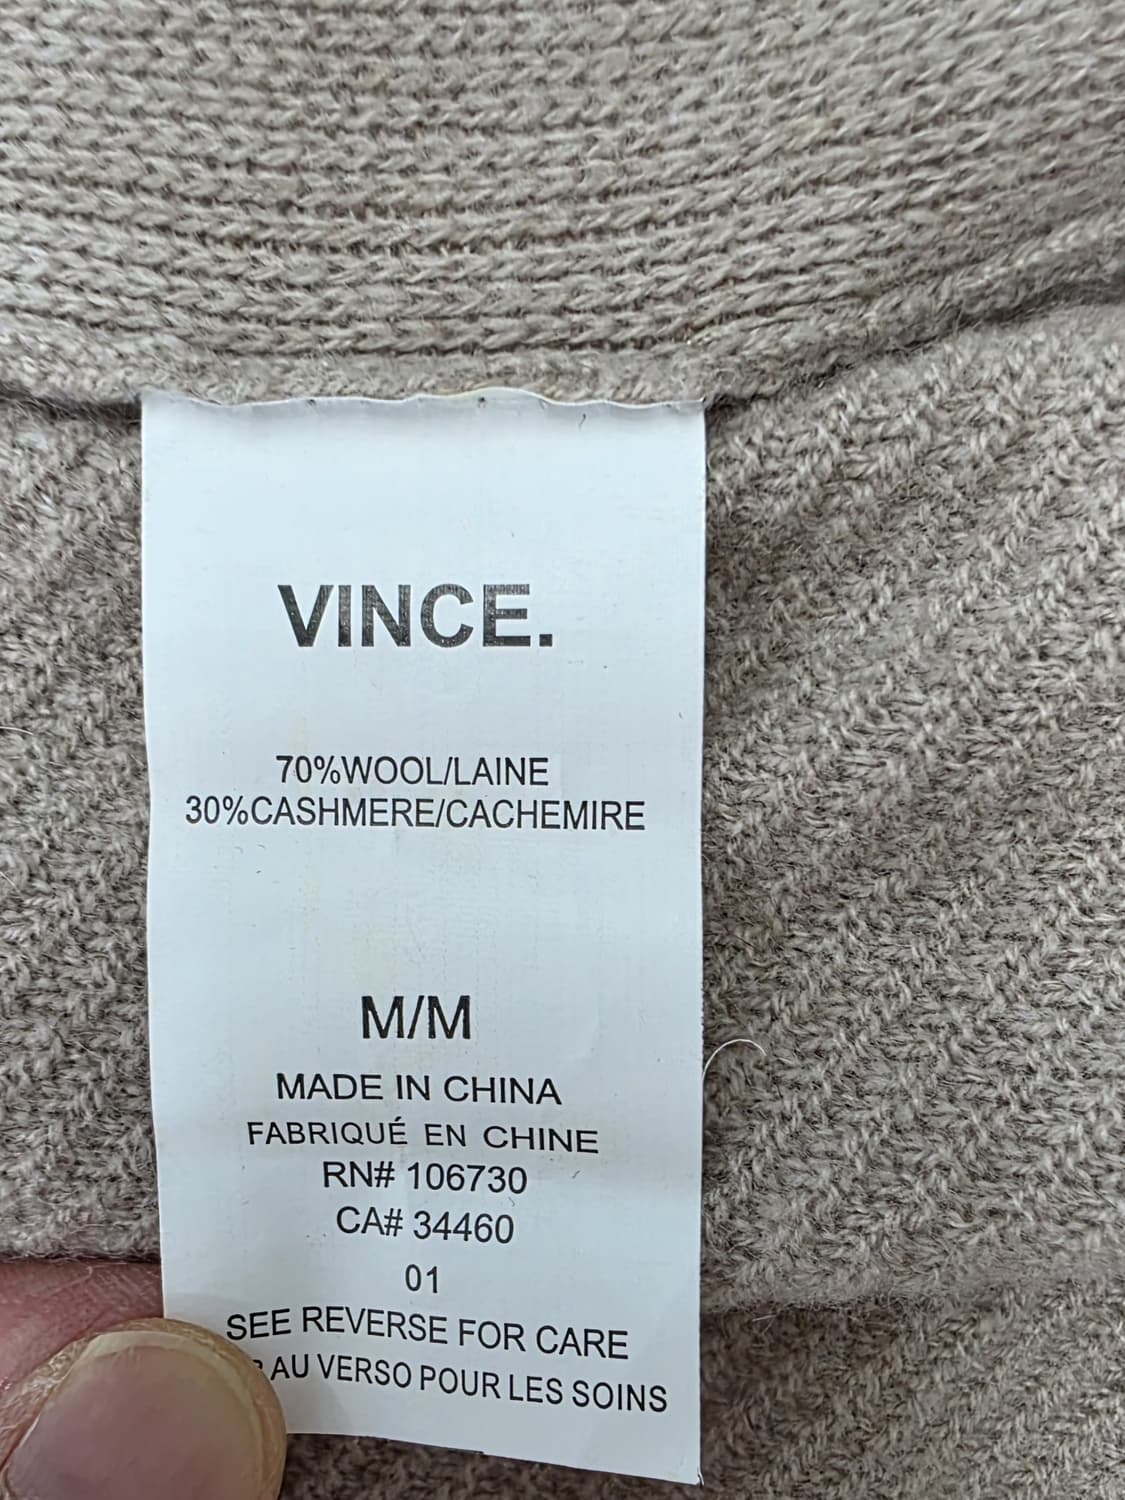 VINCE.
70%WOOL/LAINE
30%CASHMERE/CACHEMIRE
M/M
MADE IN CHINA
FABRIQUÉ EN CHINE
RN# 106730
CA# 34460
01
SEE REVERSE FOR CARE
AU VERSO POUR LES SOINS